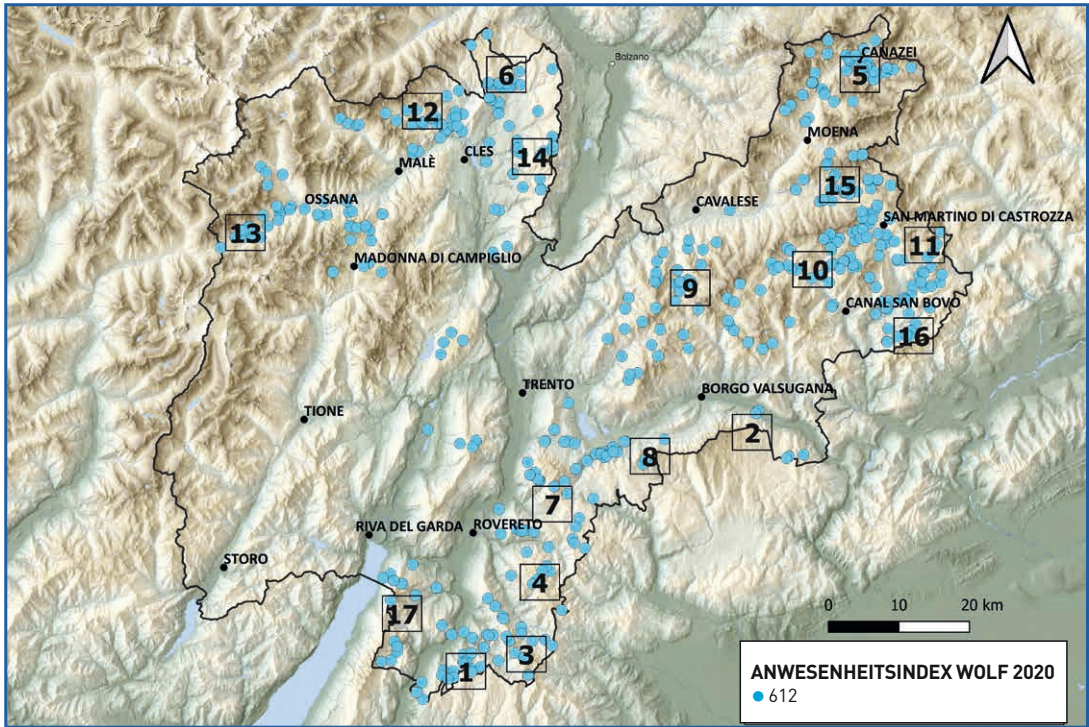 Bolzano
CANAZEI
6
5
12
MOENA
CLES
14
MALÈ
15
OSSANA
CAVALESE
SAN MARTINO DI CASTROZZA
13
11
MADONNA DI CAMPIGLIO
10
9
CANAL SAN BOVO
16
TRENTO
BORGO VALSUGANA
TIONE
2
8
7
RIVA DEL GARDA
ROVERETO
STORO
4
17
0 10 20 km
3
1
ANWESENHEITSINDEX WOLF 2020
612